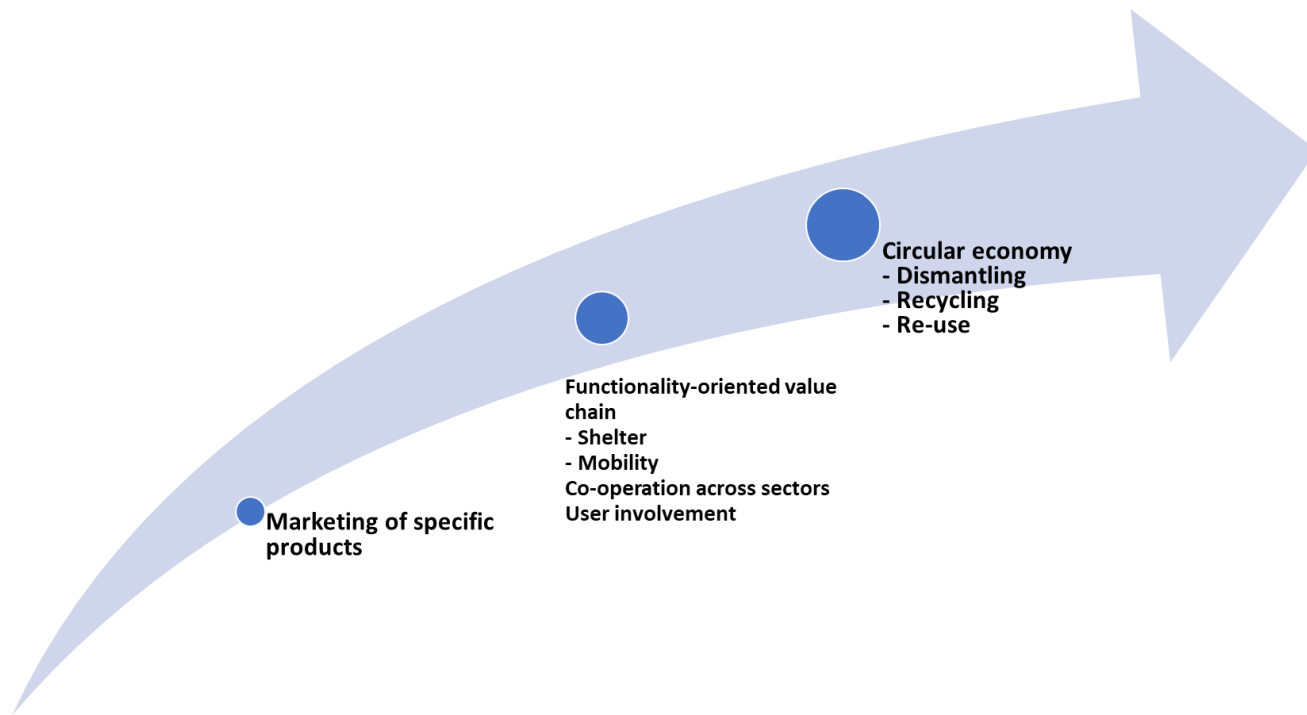 Circular economy
- Dismantling
- Recycling
- Re-use
Functionality-oriented value
chain
- Shelter
- Mobility
Co-operation across sectors
User involvement
Marketing of specific
products